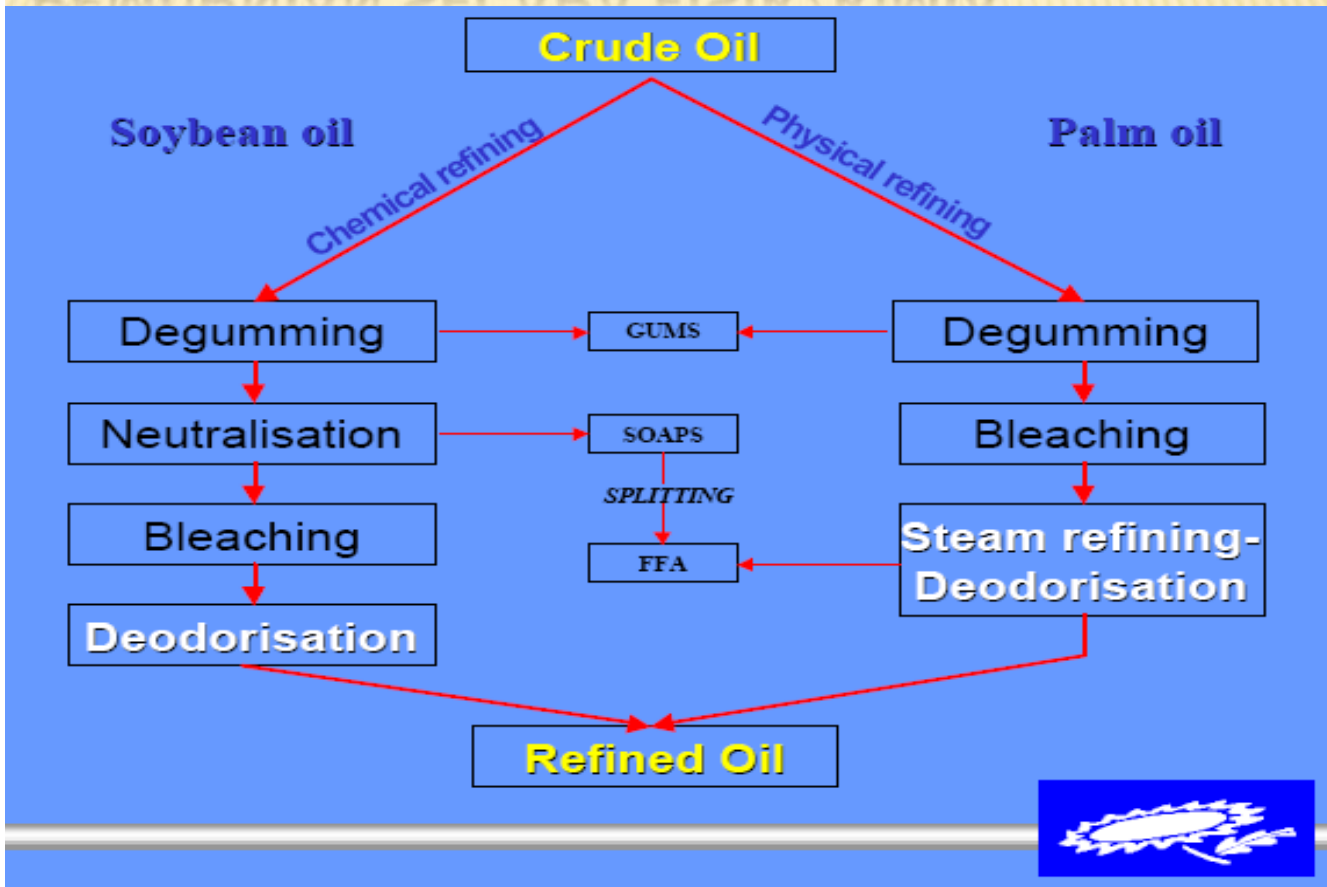 Crude Oil
Soybean oil
Chemical refining
Physical refining
Palm oil
Degumming
GUMS
Degumming
Neutralisation
SOAPS
Bleaching
SPLITTING
Bleaching
FFA
Steam refining-
Deodorisation
Deodorisation
Refined Oil